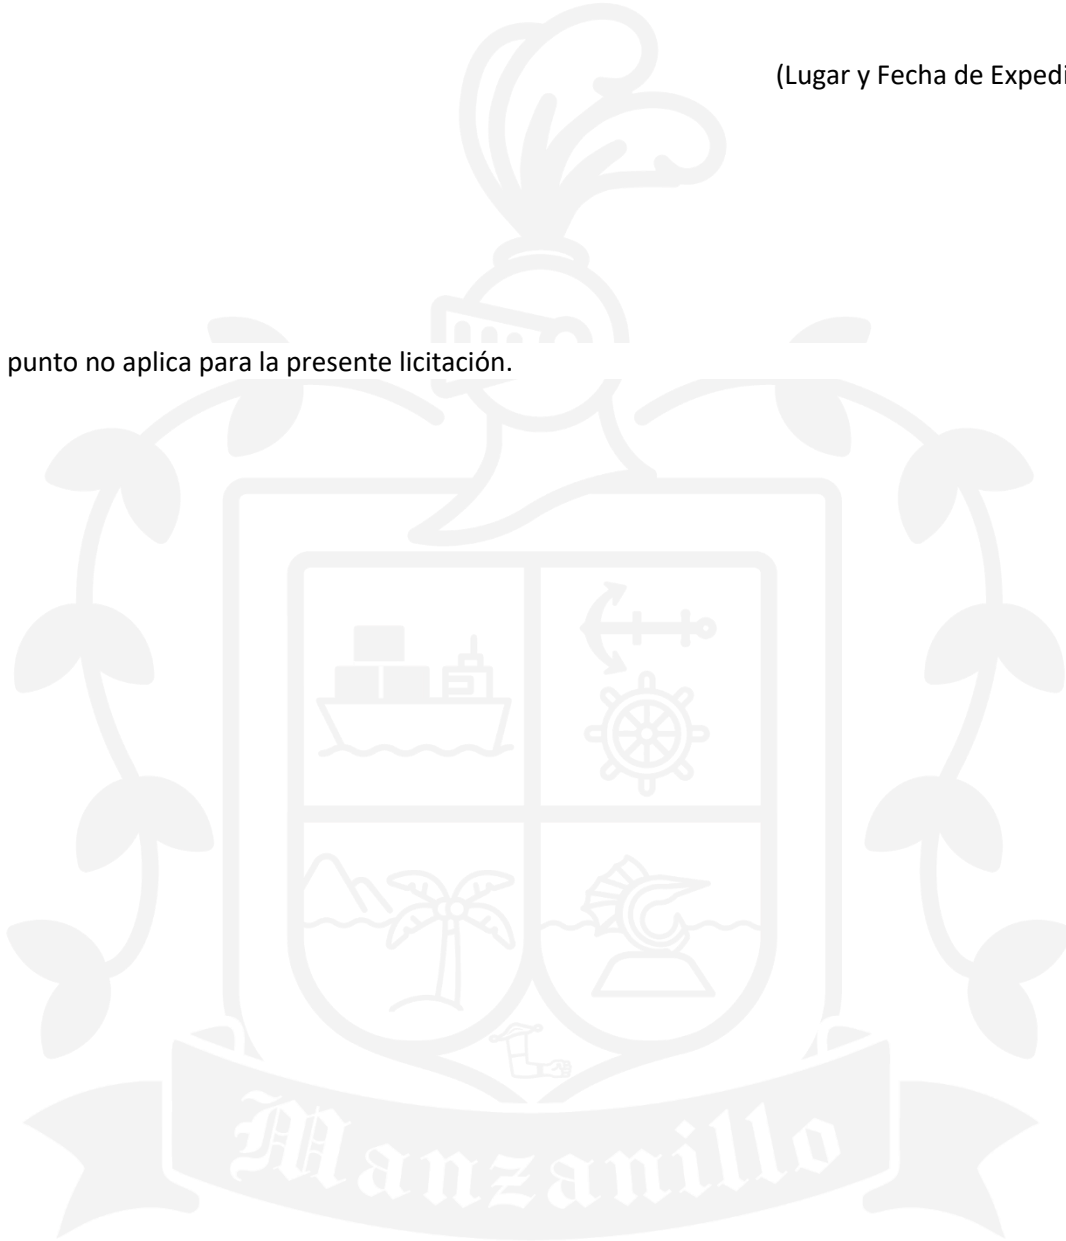 (Lugar y Fecha de Expedi
punto no aplica para la presente licitación.
Manzanillo